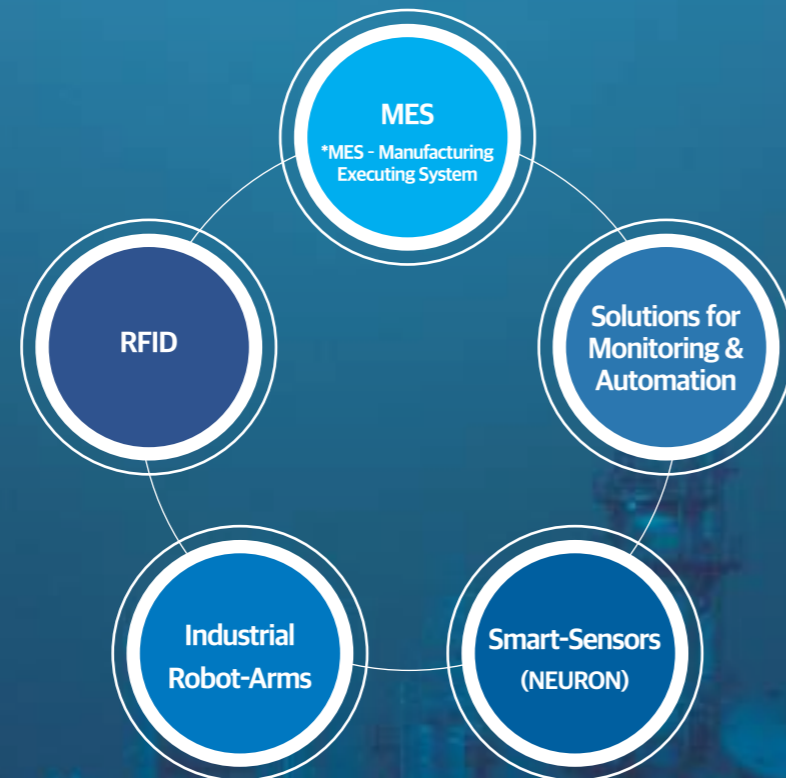 MES
*MES - Manufacturing
Executing System
RFID
Solutions for
Monitoring &
Automation
Industrial
Robot-Arms
Smart-Sensors
(NEURON)